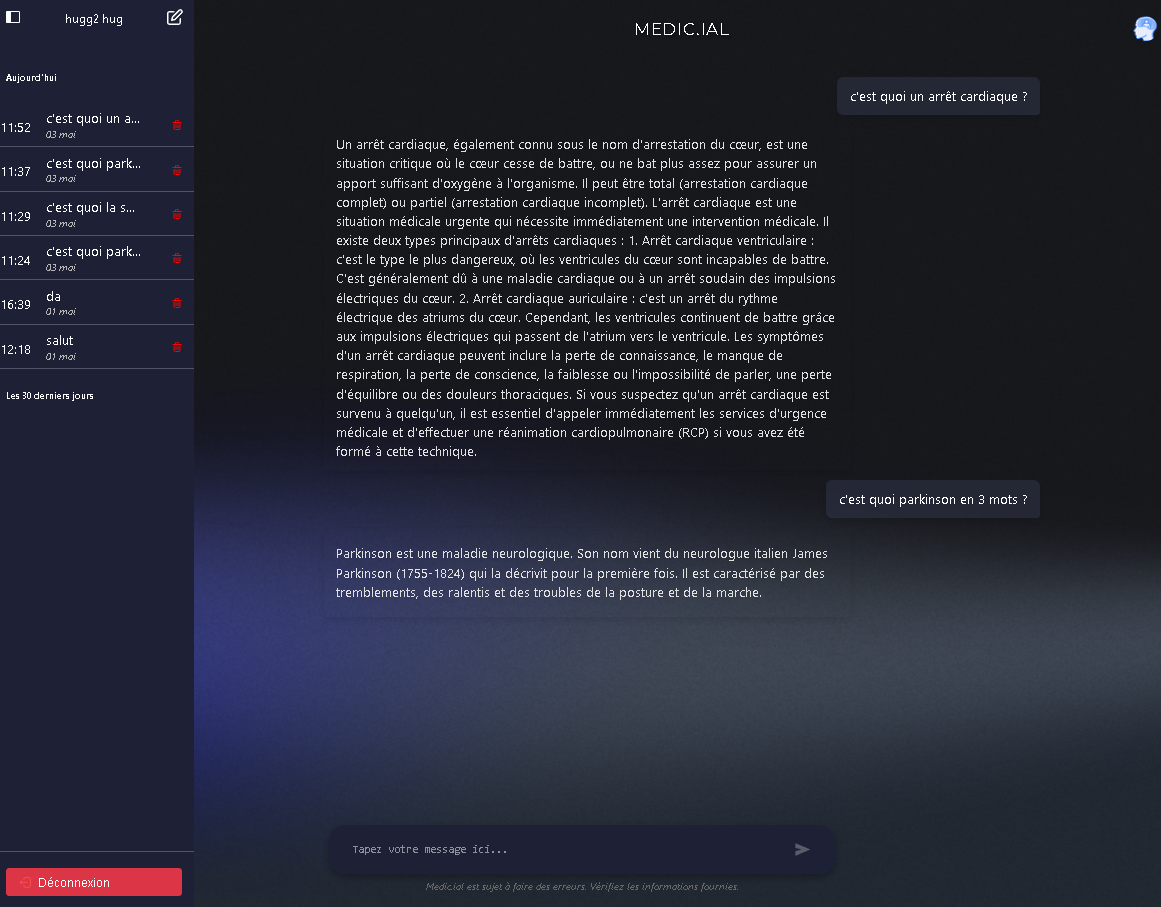 hugg2 hug
MEDIC.IAL
Aujourd'hui
11:52 c'est quoi un a...
03 mai
11:37 c'est quoi park...
03 mai
11:29 c'est quoi la s...
03 mai
11:24 c'est quoi park...
03 mai
16:39 da
01 mai
12:18 salut
01 mai
Les 30 derniers jours
Déconnexion
c'est quoi un arrêt cardiaque ?
Un arrêt cardiaque, également connu sous le nom d'arrestation du cœur, est une
situation critique où le cœur cesse de battre, ou ne bat plus assez pour assurer un
apport suffisant d'oxygène à l'organisme. Il peut être total (arrestation cardiaque
complet) ou partiel (arrestation cardiaque incomplet). L'arrêt cardiaque est une
situation médicale urgente qui nécessite immédiatement une intervention médicale. Il
existe deux types principaux d'arrêts cardiaques : 1. Arrêt cardiaque ventriculaire :
c'est le type le plus dangereux, où les ventricules du cœur sont incapables de battre.
C'est généralement dû à une maladie cardiaque ou à un arrêt soudain des impulsions
électriques du cœur. 2. Arrêt cardiaque auriculaire : c'est un arrêt du rythme
électrique des atriums du cœur. Cependant, les ventricules continuent de battre grâce
aux impulsions électriques qui passent de l'atrium vers le ventricule. Les symptômes
d'un arrêt cardiaque peuvent inclure la perte de connaissance, le manque de
respiration, la perte de conscience, la faiblesse ou l'impossibilité de parler, une perte
d'équilibre ou des douleurs thoraciques. Si vous suspectez qu'un arrêt cardiaque est
survenu à quelqu'un, il est essentiel d'appeler immédiatement les services d'urgence
médicale et d'effectuer une réanimation cardiopulmonaire (RCP) si vous avez été
formé à cette technique.
c'est quoi parkinson en 3 mots ?
Parkinson est une maladie neurologique. Son nom vient du neurologue italien James
Parkinson (1755-1824) qui la décrivit pour la première fois. Il est caractérisé par des
tremblements, des ralentis et des troubles de la posture et de la marche.
Tapez votre message ici...
Medic.ial est sujet à faire des erreurs. Vérifiez les informations fournies.